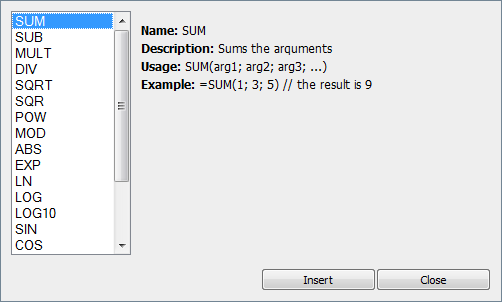 SUM
SUB
MULT
DIV
SQRT
SQR
POW
MOD
ABS
EXP
LN
LOG
LOG10
SIN
COS
Name: SUM
Description: Sums the arquments
Usage: SUM(arg1; arg2; arg3; ...)
Example: =SUM(1; 3; 5) // the result is 9
Insert Close